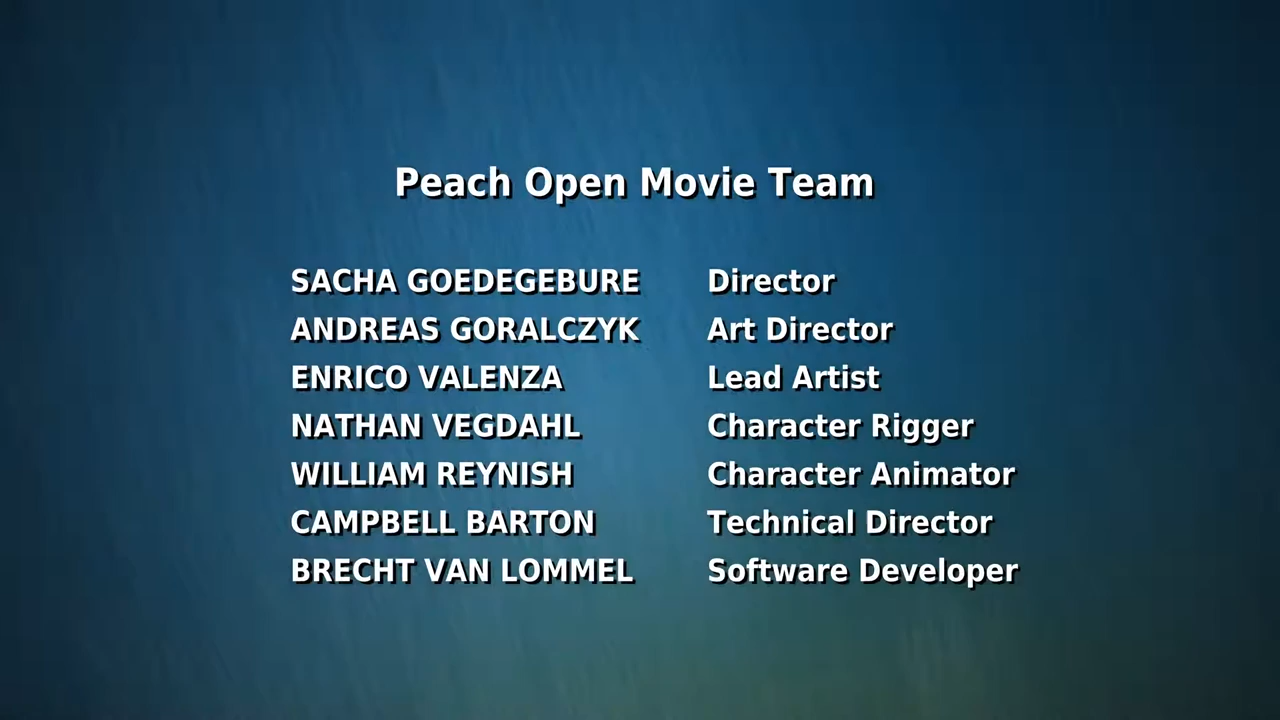 Peach Open Movie Team
SACHA GOEDEGEBURE Director
ANDREAS GORALCZYK Art Director
ENRICO VALENZA Lead Artist
NATHAN VEGDAHL Character Rigger
WILLIAM REYNISH Character Animator
CAMPBELL BARTON Technical Director
BRECHT VAN LOMMEL Software Developer